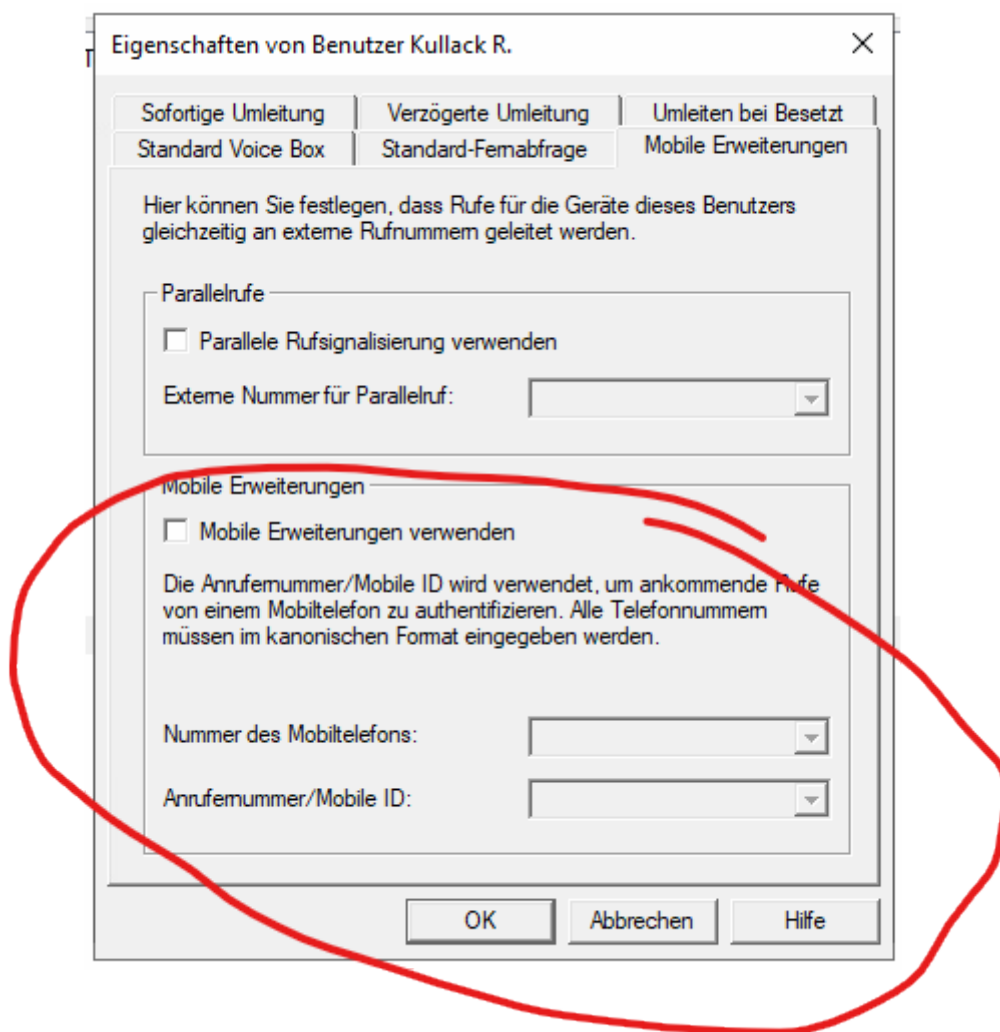 Eigenschaften von Benutzer Kullack R.
Sofortige Umleitung
Verzögerte Umleitung
Umleiten bei Besetzt
Standard Voice Box
Standard-Fernabfrage
Mobile Erweiterungen
Hier können Sie festlegen, dass Rufe für die Geräte dieses Benutzers
gleichzeitig an externe Rufnummern geleitet werden.
Parallelrufe
Parallele Rufsignalisierung verwenden
Externe Nummer für Parallelruf:
Mobile Erweiterungen
Mobile Erweiterungen verwenden
Die Anrufernummer/Mobile ID wird verwendet, um ankommende Rufe
von einem Mobiltelefon zu authentifizieren. Alle Telefonnummern
müssen im kanonischen Format eingegeben werden.
Nummer des Mobiltelefons:
Anrufernummer/Mobile ID:
OK
Abbrechen
Hilfe